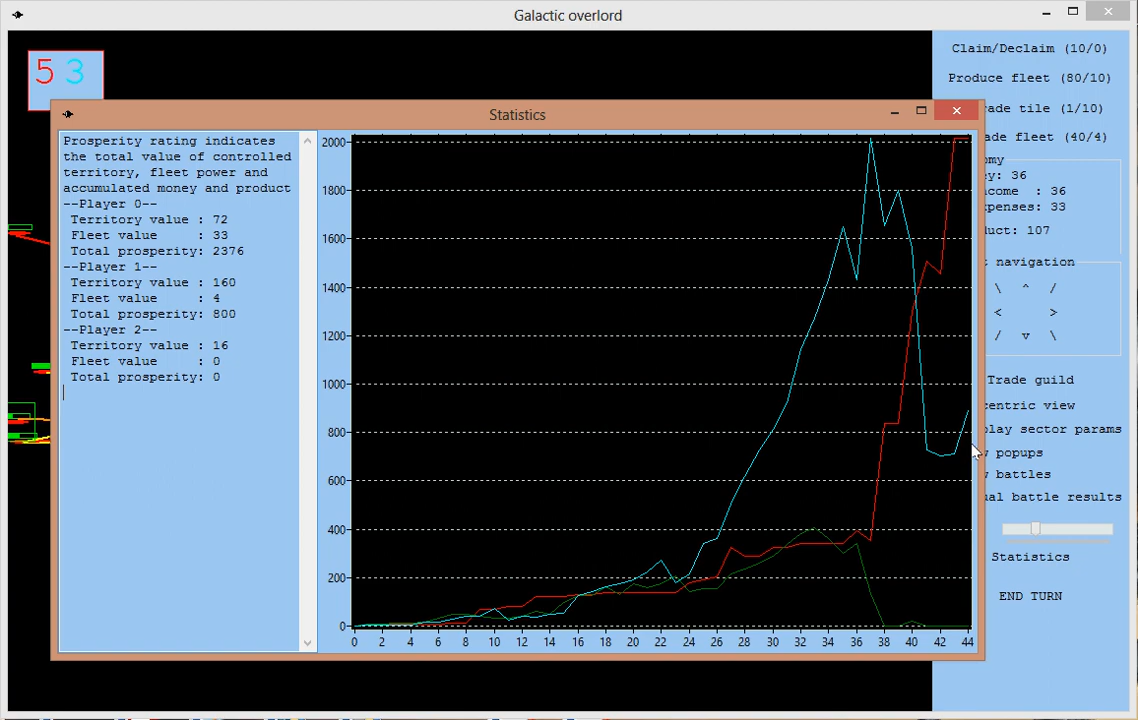 Galactic overlord
5 3
Claim/Declaim (10/0)
Produce fleet (80/10)
ade tile (1/10)
ade fleet (40/4)
omy
ey: 36
ncome : 36
penses: 33
duct: 107
t navigation
\ ^ /
< >
/ v \
Trade guild
centric view
play sector params
w popups
w battles
ual battle results
Statistics
END TURN
Statistics
Prosperity rating indicates
the total value of controlled
territory, fleet power and
accumulated money and product
--Player 0--
Territory value : 72
Fleet value : 33
Total prosperity: 2376
--Player 1--
Territory value : 160
Fleet value : 4
Total prosperity: 800
--Player 2--
Territory value : 16
Fleet value : 0
Total prosperity: 0
2000
1800
1600
1400
1200
1000
800
600
400
200
0
0 2 4 6 8 10 12 14 16 18 20 22 24 26 28 30 32 34 36 38 40 42 44